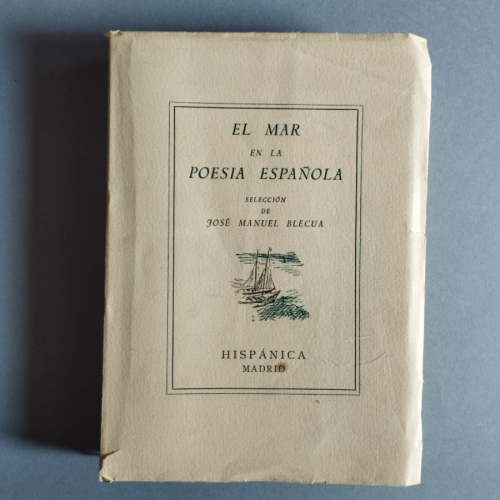 EL MAR
EN LA
POESIA ESPAÑOLA
SELECCIÓN
DE
JOSÉ MANUEL BLECUA
HISPÁNICA
MADRID